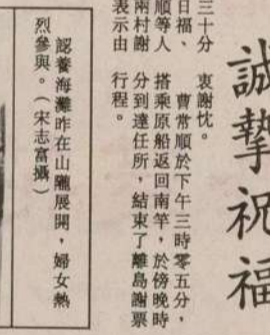 誠摯祝福
三十分
日福、
順等人
兩村謝
表示由
衷謝忱。
曹常順於下午三時零五分，
搭乘原船返回南竿，於傍晚時
分到達任所，結束了離島謝票
行程。
認養海灘昨在山隴展開，婦女熱
烈參與。（宋志富攝）